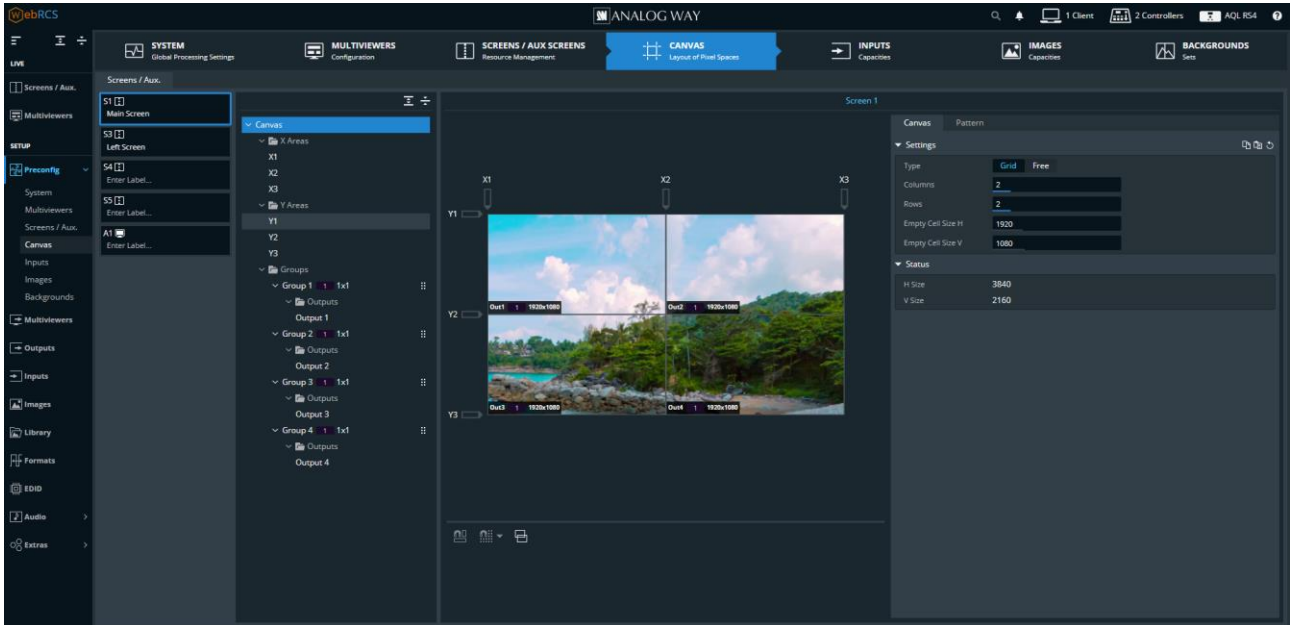 WebRCS
ANALOG WAY
1 Client
2 Controllers
AQL RS4
LIVE
Screens / Aux.
Multiviewers
SETUP
Preconfig
System
Multiviewers
Screens / Aux.
Canvas
Inputs
Images
Backgrounds
Multiviewers
Outputs
Inputs
Images
Library
Formats
EDID
Audio
Extras
SYSTEM
Global Processing Settings
MULTIVIEWERS
Configuration
SCREENS / AUX SCREENS
Resource Management
CANVAS
Layout of Pixel Spaces
INPUTS
Capacities
IMAGES
Capacities
BACKGROUNDS
Sets
Screens / Aux.
S1
Main Screen
S3
Left Screen
S4
Enter Label...
S5
Enter Label...
A1
Enter Label...
Canvas
X Areas
X1
X2
X3
Y Areas
Y1
Y2
Y3
Groups
Group 1 1 1x1
Outputs
Output 1
Group 2 1 1x1
Outputs
Output 2
Group 3 1 1x1
Outputs
Output 3
Group 4 1 1x1
Outputs
Output 4
Screen 1
X1 X2 X3
Y1
Out1 1 1920x1080 Out2 1 1920x1080
Y2
Out3 1 1920x1080 Out4 1 1920x1080
Y3
Canvas Pattern
Settings
Type Grid Free
Columns 2
Rows 2
Empty Cell Size H 1920
Empty Cell Size V 1080
Status
H Size 3840
V Size 2160